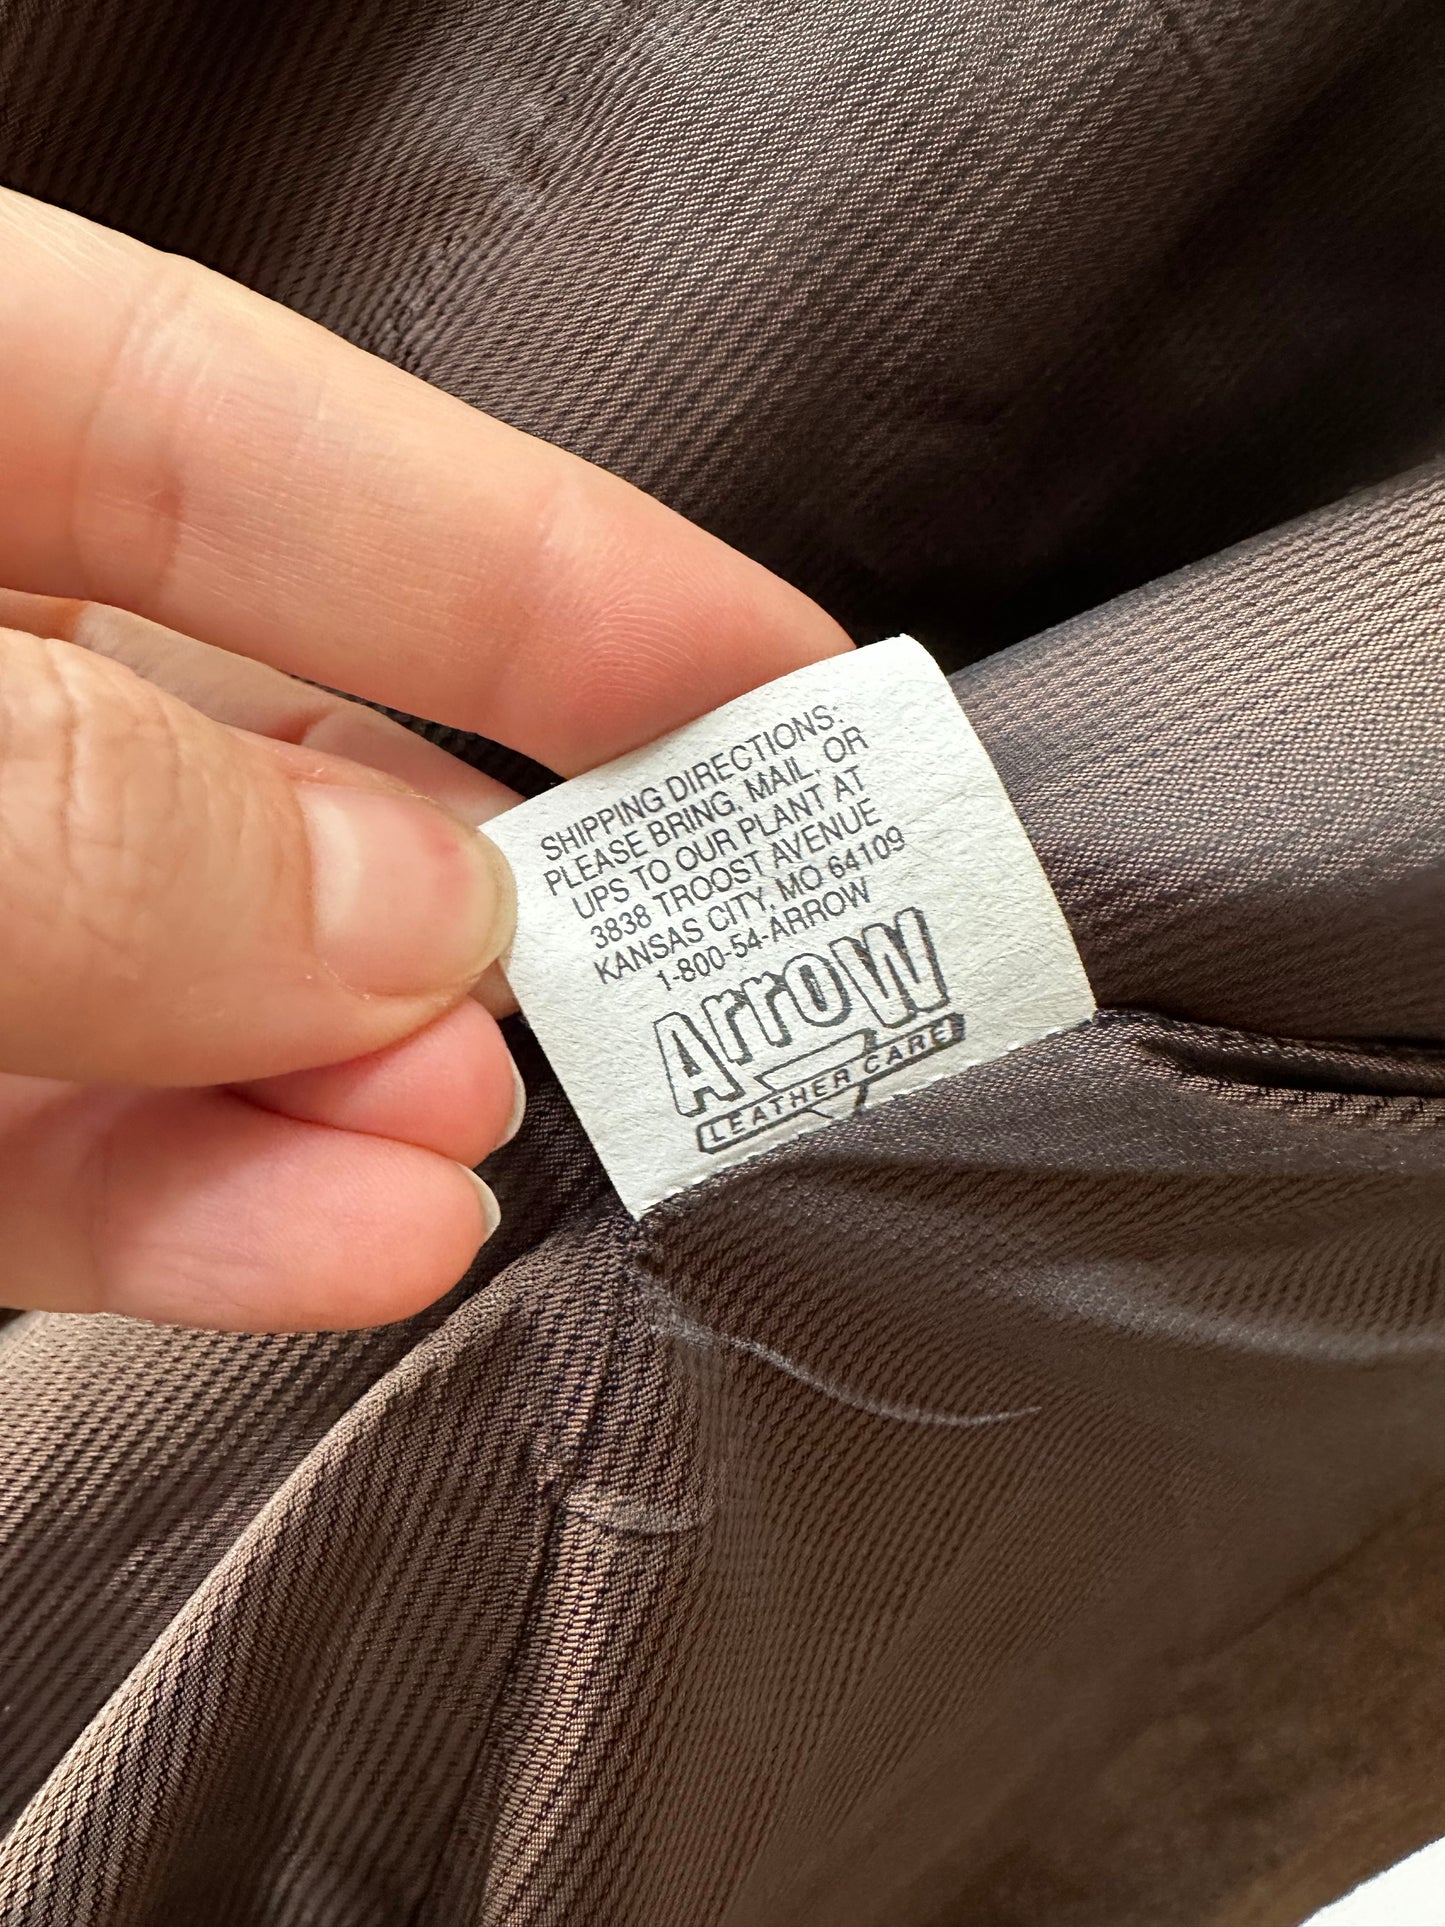 SHIPPING DIRECTIONS:
PLEASE BRING, MAIL, OR
UPS TO OUR PLANT AT
3838 TROOST AVENUE
KANSAS CITY, MO 64109
1-800-54-ARROW
ArroW
LEATHER CARE